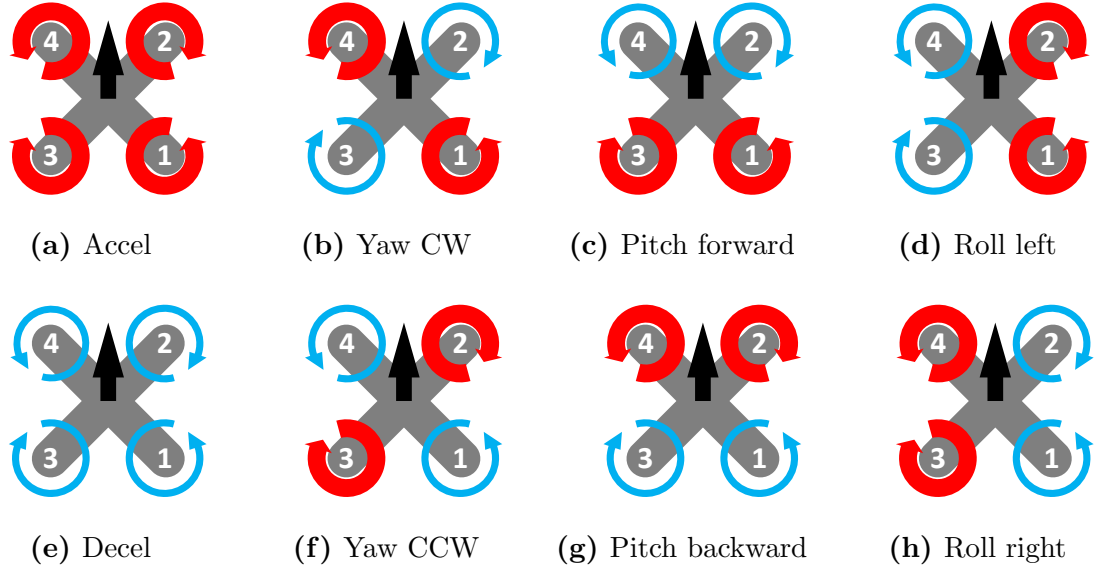 4 2 4 2 4 2 4 2
3 1 3 1 3 1 3 1
(a) Accel (b) Yaw CW (c) Pitch forward (d) Roll left
4 2 4 2 4 2 4 2
3 1 3 1 3 1 3 1
(e) Decel (f) Yaw CCW (g) Pitch backward (h) Roll right